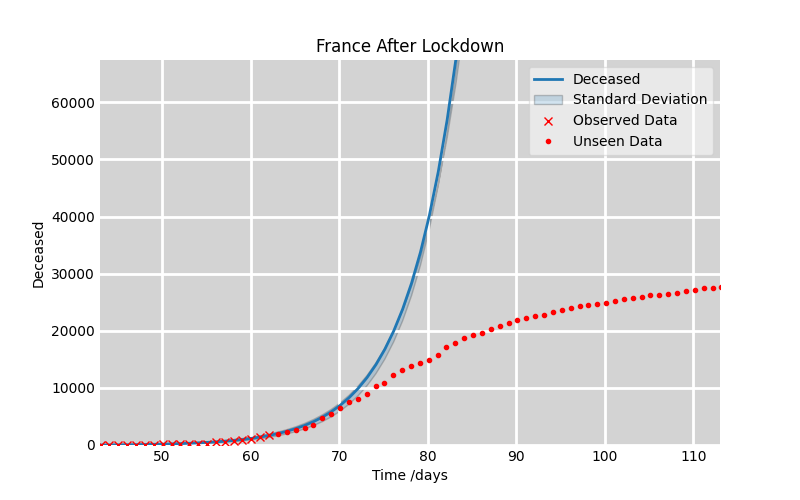 France After Lockdown
Deceased
Standard Deviation
Observed Data
Unseen Data
60000
50000
40000
30000
20000
10000
0
Deceased
50 60 70 80 90 100 110
Time /days